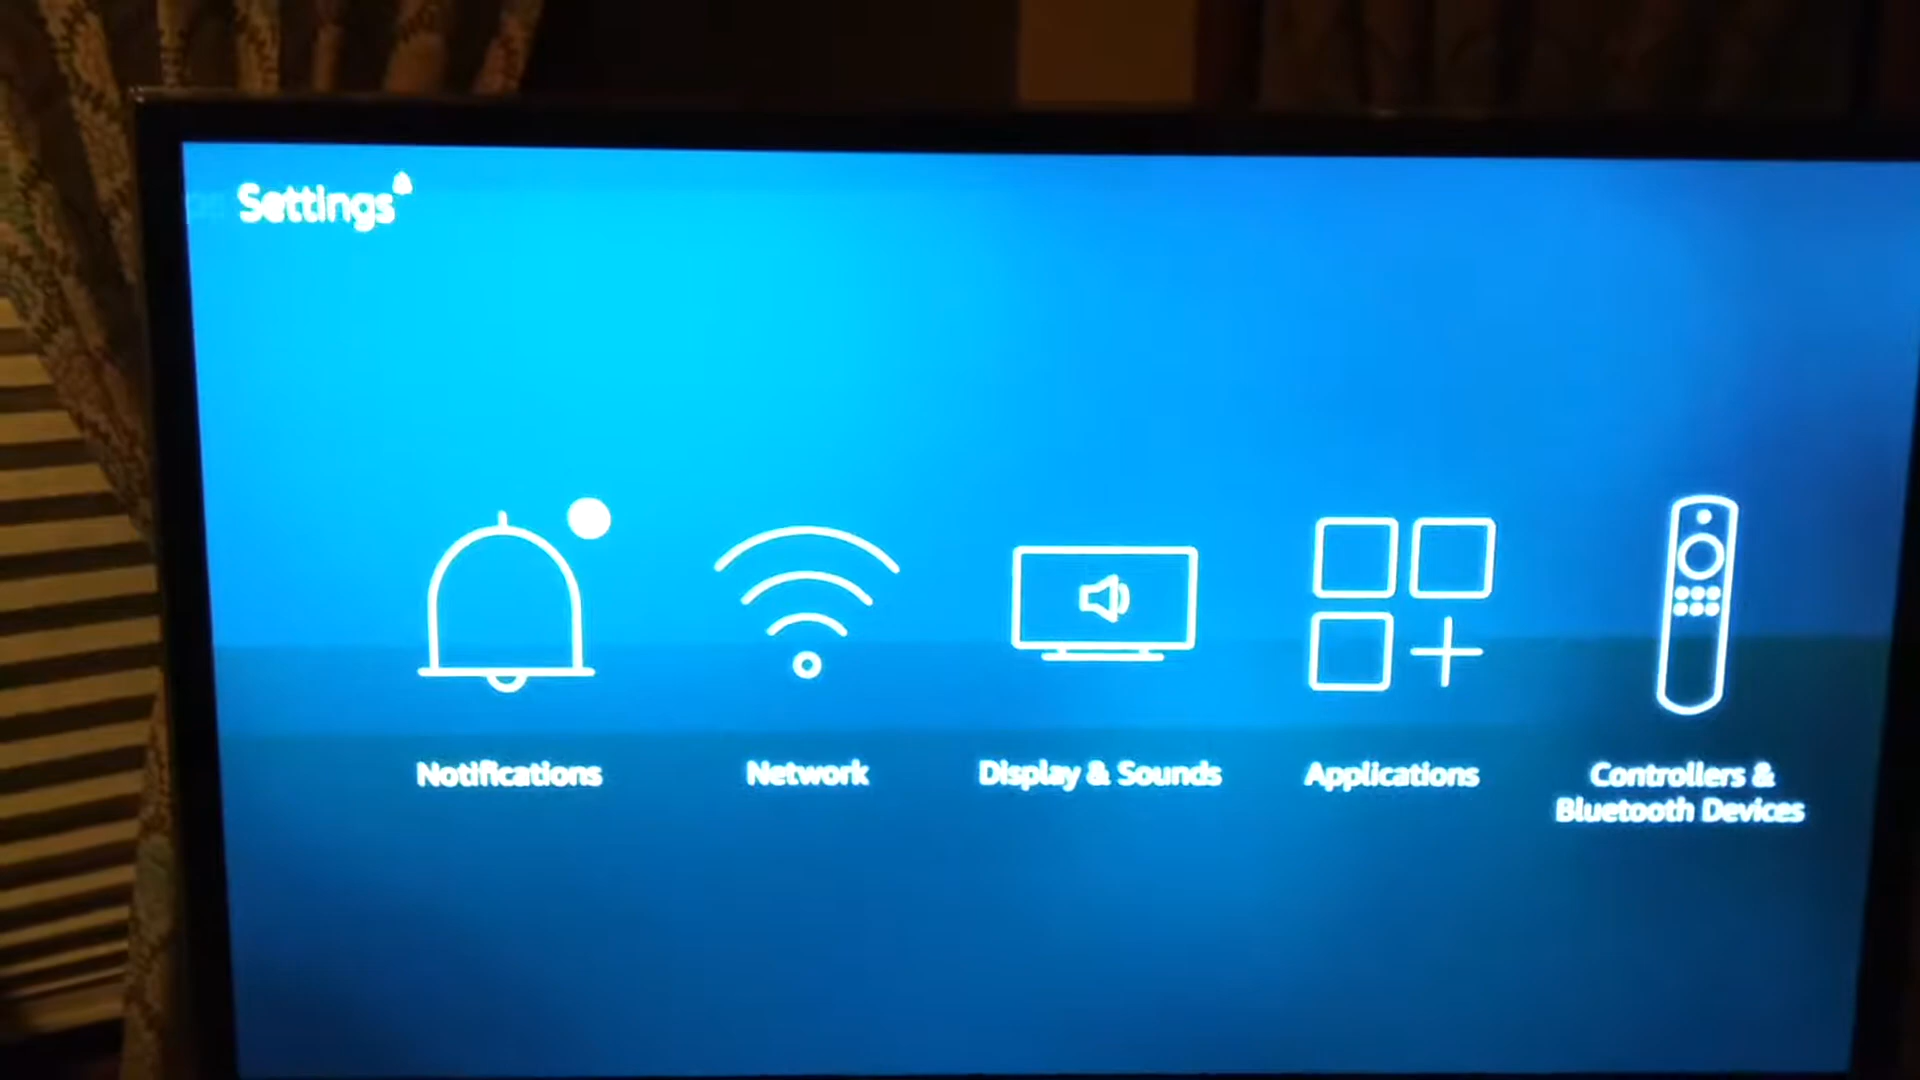 Settings
Notifications
Network
Display & Sounds
Applications
Controllers &
Bluetooth Devices